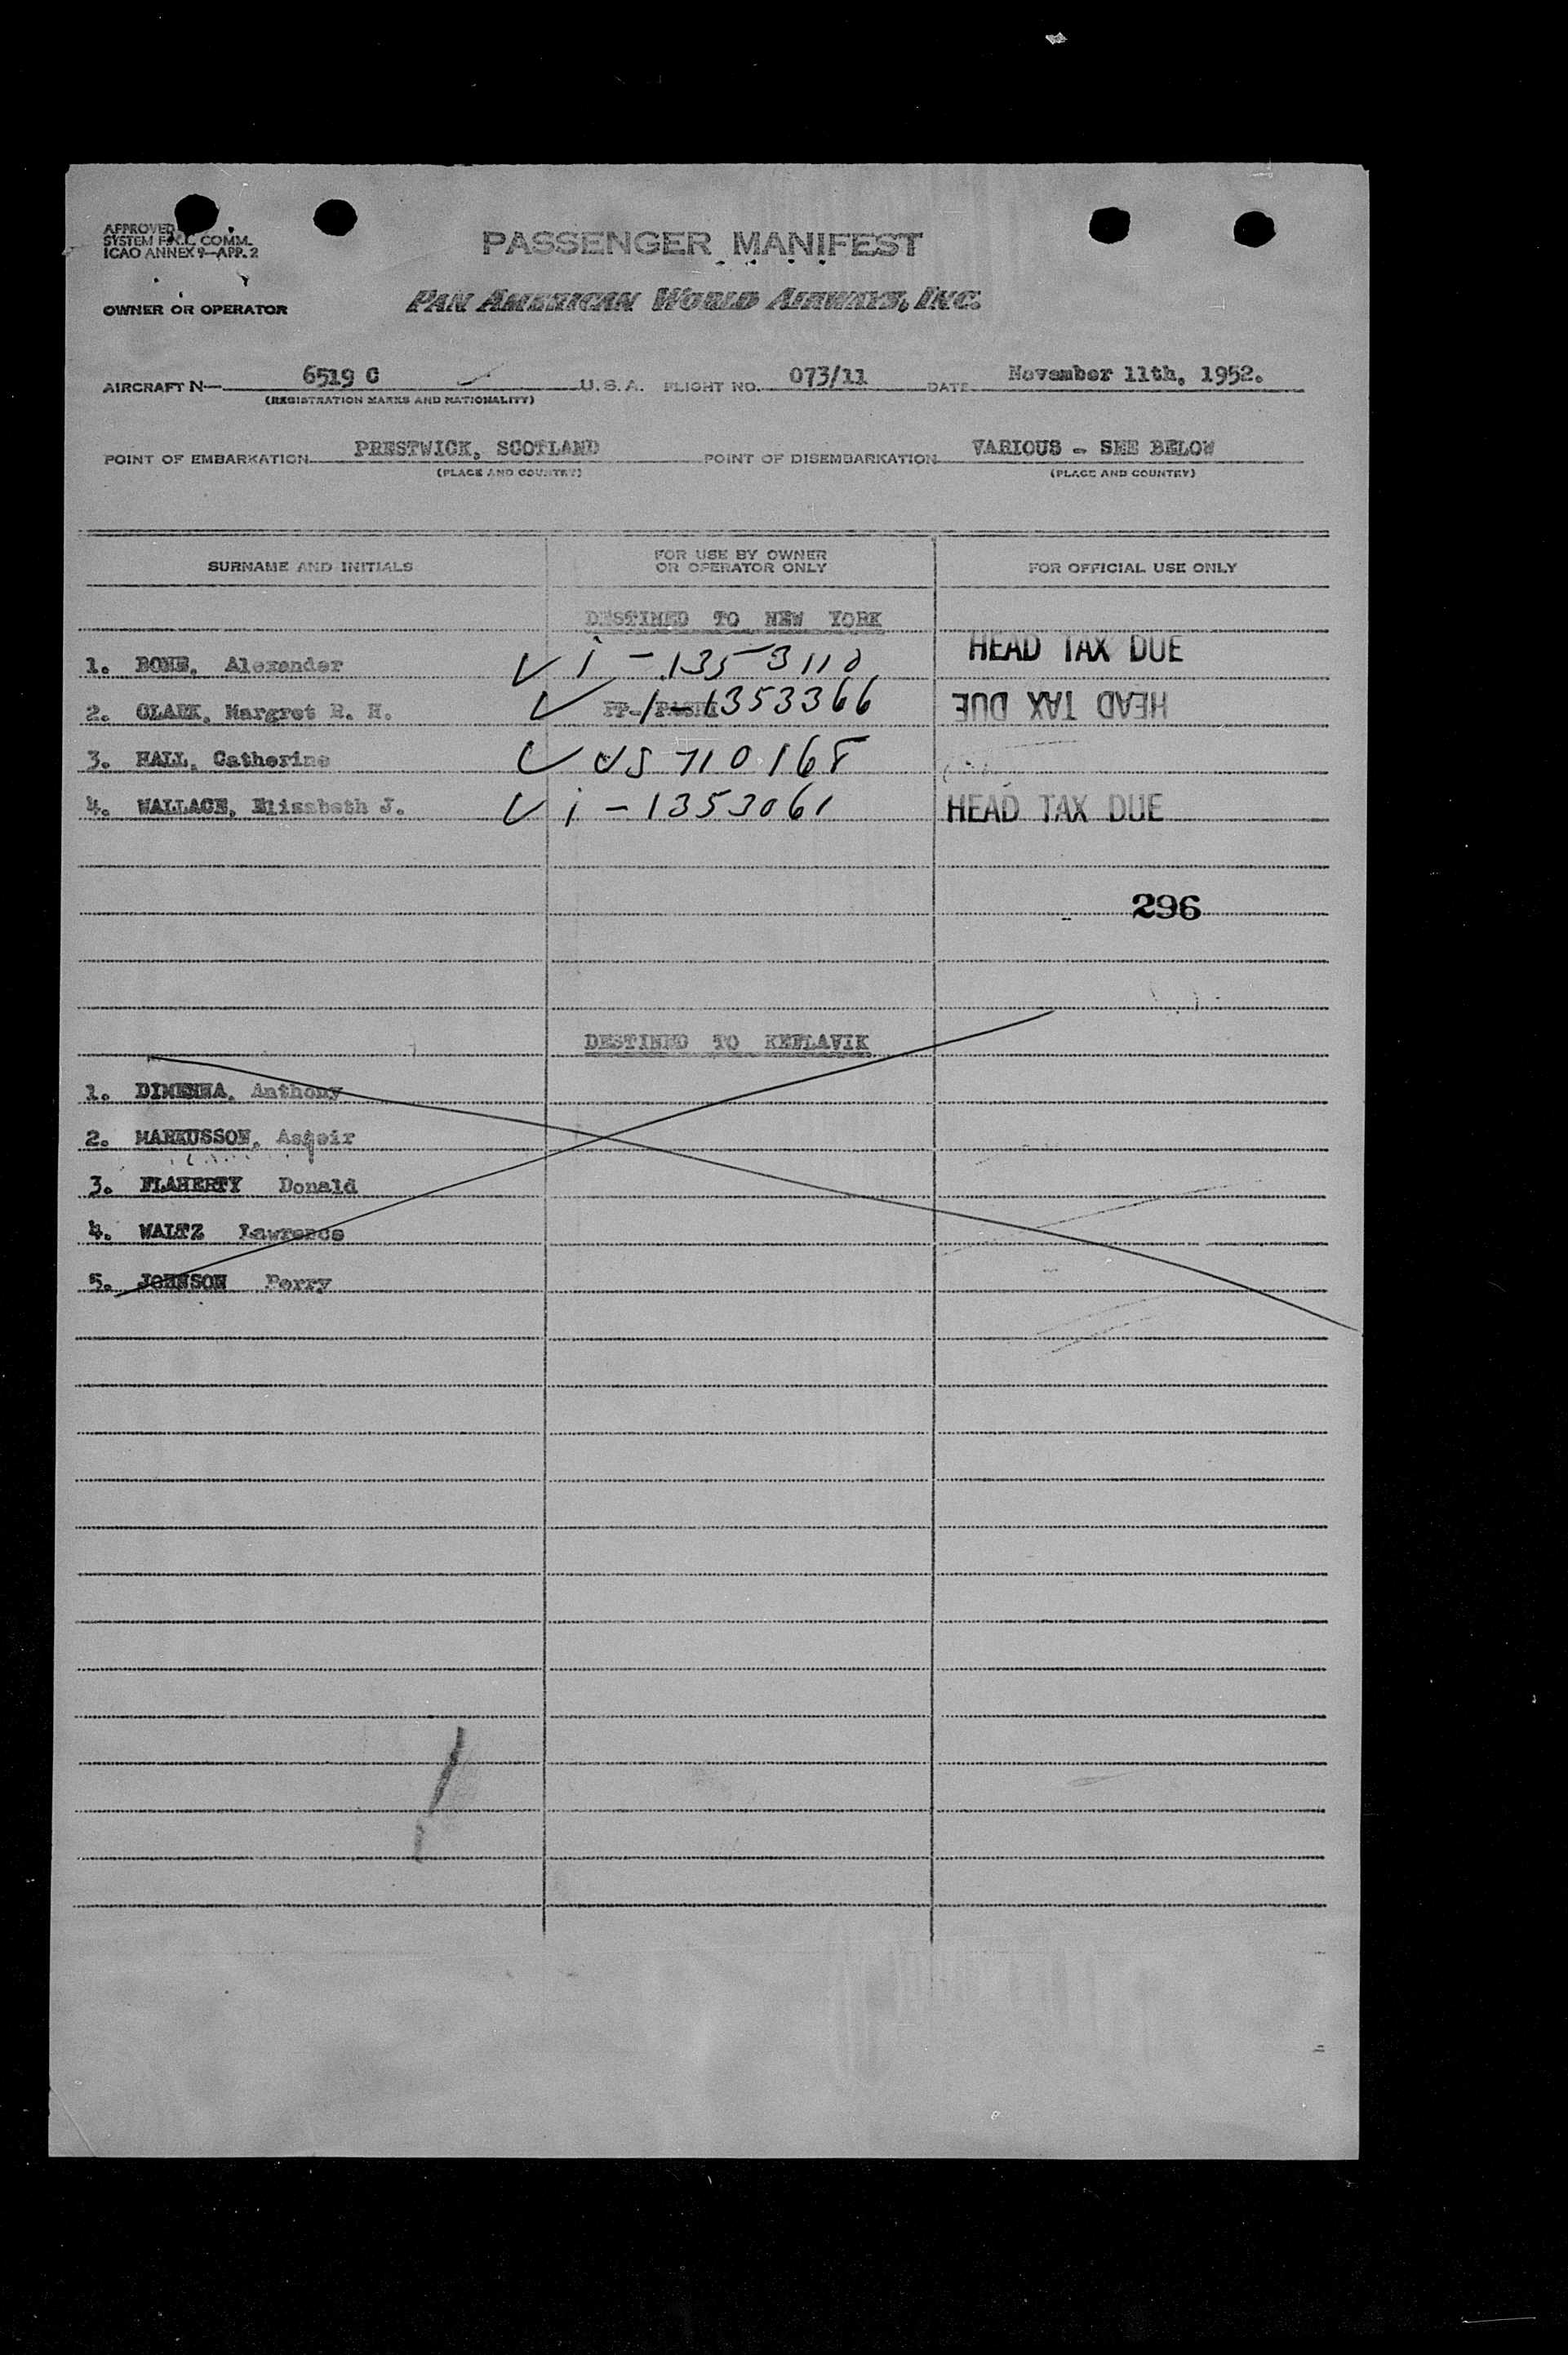 APPROVED
SYSTEM F.A.L. COMM.
ICAO ANNEX 9—APP. 2
PASSENGER MANIFEST
OWNER OR OPERATOR PAN AMERICAN WORLD AIRWAYS, INC.
AIRCRAFT N— 6519 C U. S. A. FLIGHT NO. 073/11 DATE November 11th, 1952.
(REGISTRATION MARKS AND NATIONALITY)
POINT OF EMBARKATION PRESTWICK, SCOTLAND POINT OF DISEMBARKATION VARIOUS - SEE BELOW
(PLACE AND COUNTRY) (PLACE AND COUNTRY)
SURNAME AND INITIALS FOR USE BY OWNER OR OPERATOR ONLY FOR OFFICIAL USE ONLY
DESTINED TO NEW YORK
1. Alexander i - 1353110 HEAD TAX DUE
2. CLARK, Margret E. H. 1353366 HEAD TAX DUE
3. HALL, Catherine US 710168
4. WALLACE, Elizabeth J. i - 1353061 HEAD TAX DUE
296
DESTINED TO KEFLAVIK
1. DIMENNA, Anthony
2. MARKUSSON, Asgeir
3. FLAHERTY Donald
4. WALTZ Lawrence
5. JOHNSON Perry